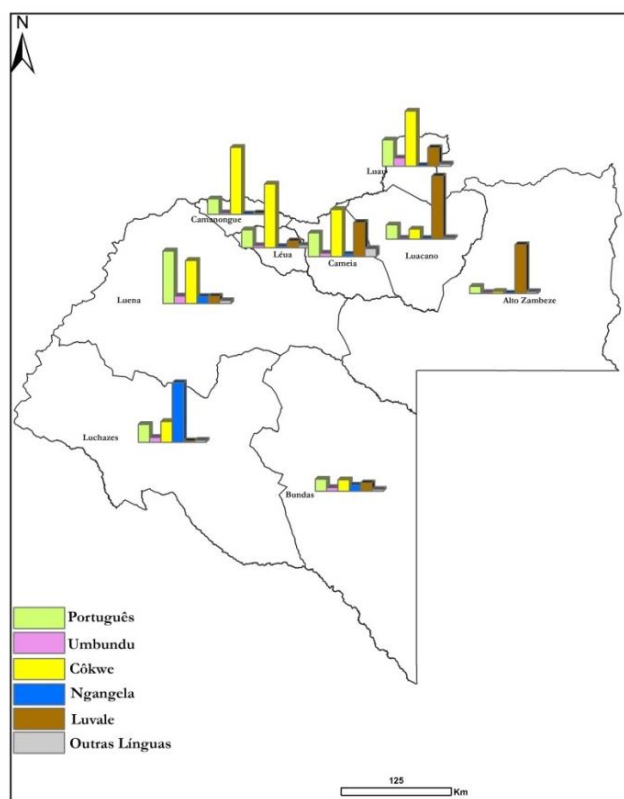 N
Luau
Camanongue
Léua
Cameia
Luacano
Luena
Alto Zambeze
Luchazes
Bundas
Português
Umbundu
Côkwe
Ngangela
Luvale
Outras Línguas
125
Km